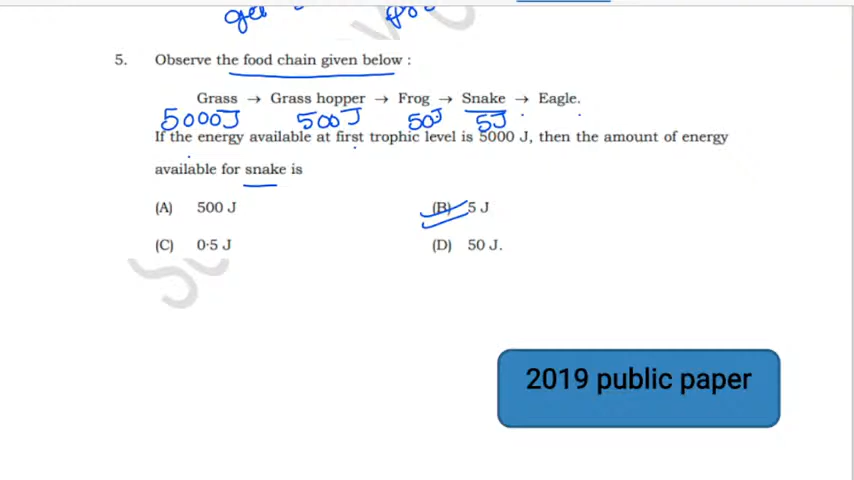 get
5. Observe the food chain given below :
Grass → Grass hopper → Frog → Snake → Eagle.
5000J 500J 50J 5J
If the energy available at first trophic level is 5000 J, then the amount of energy
available for snake is
(A) 500 J (B) 5 J
(C) 0·5 J (D) 50 J.
2019 public paper